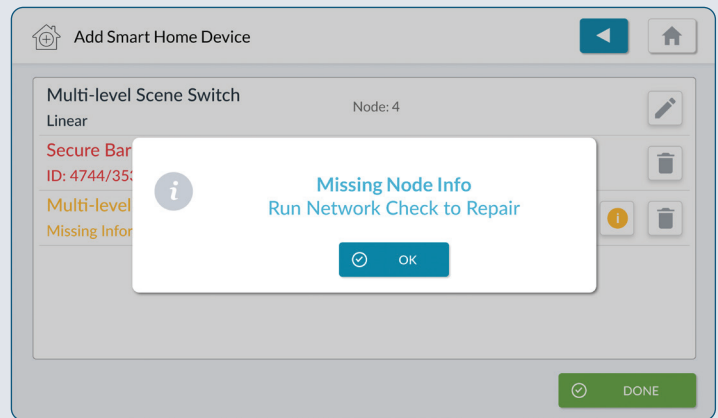 Add Smart Home Device
Multi-level Scene Switch
Node: 4
Linear
Secure Bar
ID: 4744/353
Multi-level
Missing Infor
Missing Node Info
Run Network Check to Repair
OK
DONE